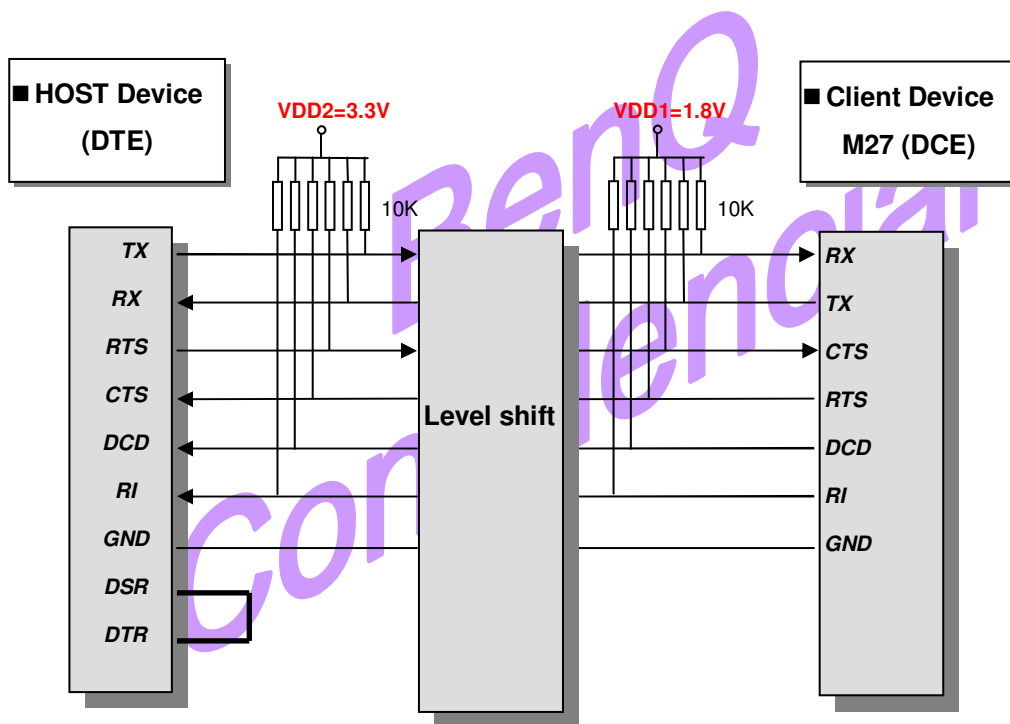 ■ HOST Device
(DTE)
VDD2=3.3V
VDD1=1.8V
■ Client Device
M27 (DCE)
10K
10K
TX
RX
RTS
CTS
DCD
RI
GND
DSR
DTR
Level shift
RX
TX
CTS
RTS
DCD
RI
GND
BenQ
Confidencial